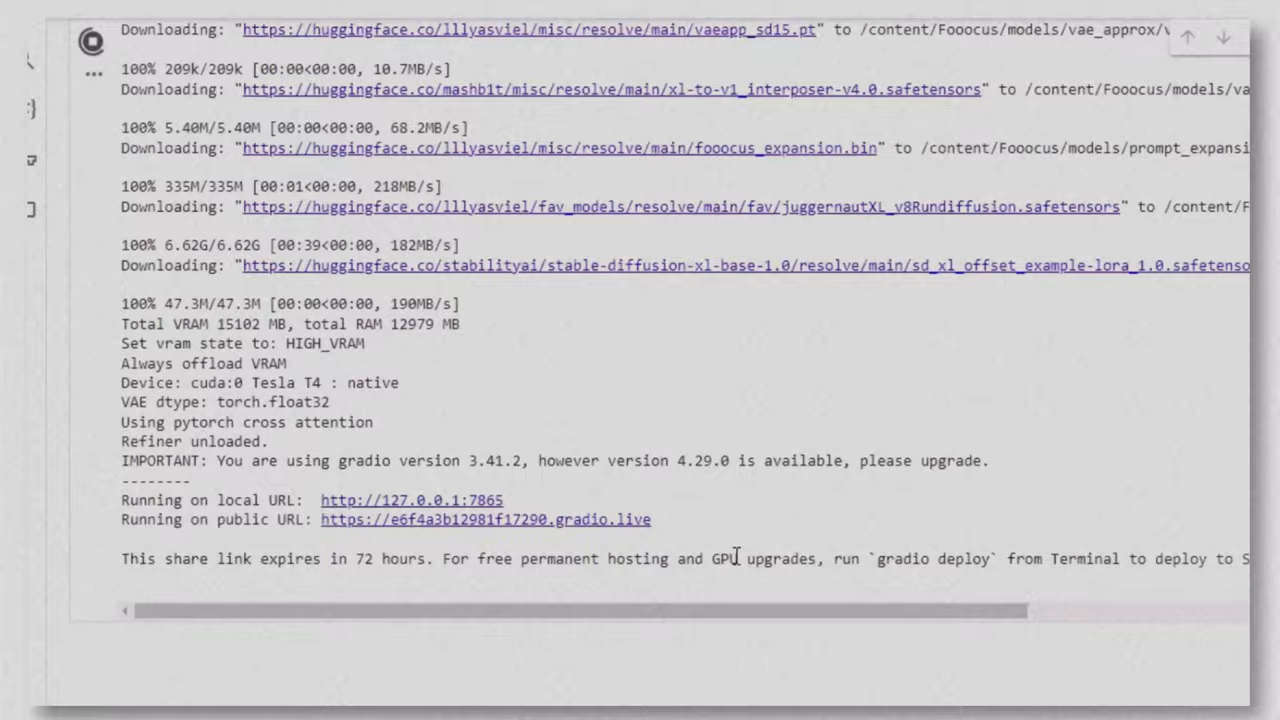 Downloading: "https://huggingface.co/lllyasviel/misc/resolve/main/vaeapp_sd15.pt" to /content/Fooocus/models/vae_approx/v
100% 209k/209k [00:00<00:00, 10.7MB/s]
Downloading: "https://huggingface.co/mashb1t/misc/resolve/main/xl-to-v1_interposer-v4.0.safetensors" to /content/Fooocus/models/va
100% 5.40M/5.40M [00:00<00:00, 68.2MB/s]
Downloading: "https://huggingface.co/lllyasviel/misc/resolve/main/fooocus_expansion.bin" to /content/Fooocus/models/prompt_expansi
100% 335M/335M [00:01<00:00, 218MB/s]
Downloading: "https://huggingface.co/lllyasviel/fav_models/resolve/main/fav/juggernautXL_v8Rundiffusion.safetensors" to /content/F
100% 6.62G/6.62G [00:39<00:00, 182MB/s]
Downloading: "https://huggingface.co/stabilityai/stable-diffusion-xl-base-1.0/resolve/main/sd_xl_offset_example-lora_1.0.safetenso
100% 47.3M/47.3M [00:00<00:00, 190MB/s]
Total VRAM 15102 MB, total RAM 12979 MB
Set vram state to: HIGH_VRAM
Always offload VRAM
Device: cuda:0 Tesla T4 : native
VAE dtype: torch.float32
Using pytorch cross attention
Refiner unloaded.
IMPORTANT: You are using gradio version 3.41.2, however version 4.29.0 is available, please upgrade.
--------
Running on local URL:  http://127.0.0.1:7865
Running on public URL: https://e6f4a3b12981f17290.gradio.live
This share link expires in 72 hours. For free permanent hosting and GPU upgrades, run `gradio deploy` from Terminal to deploy to S